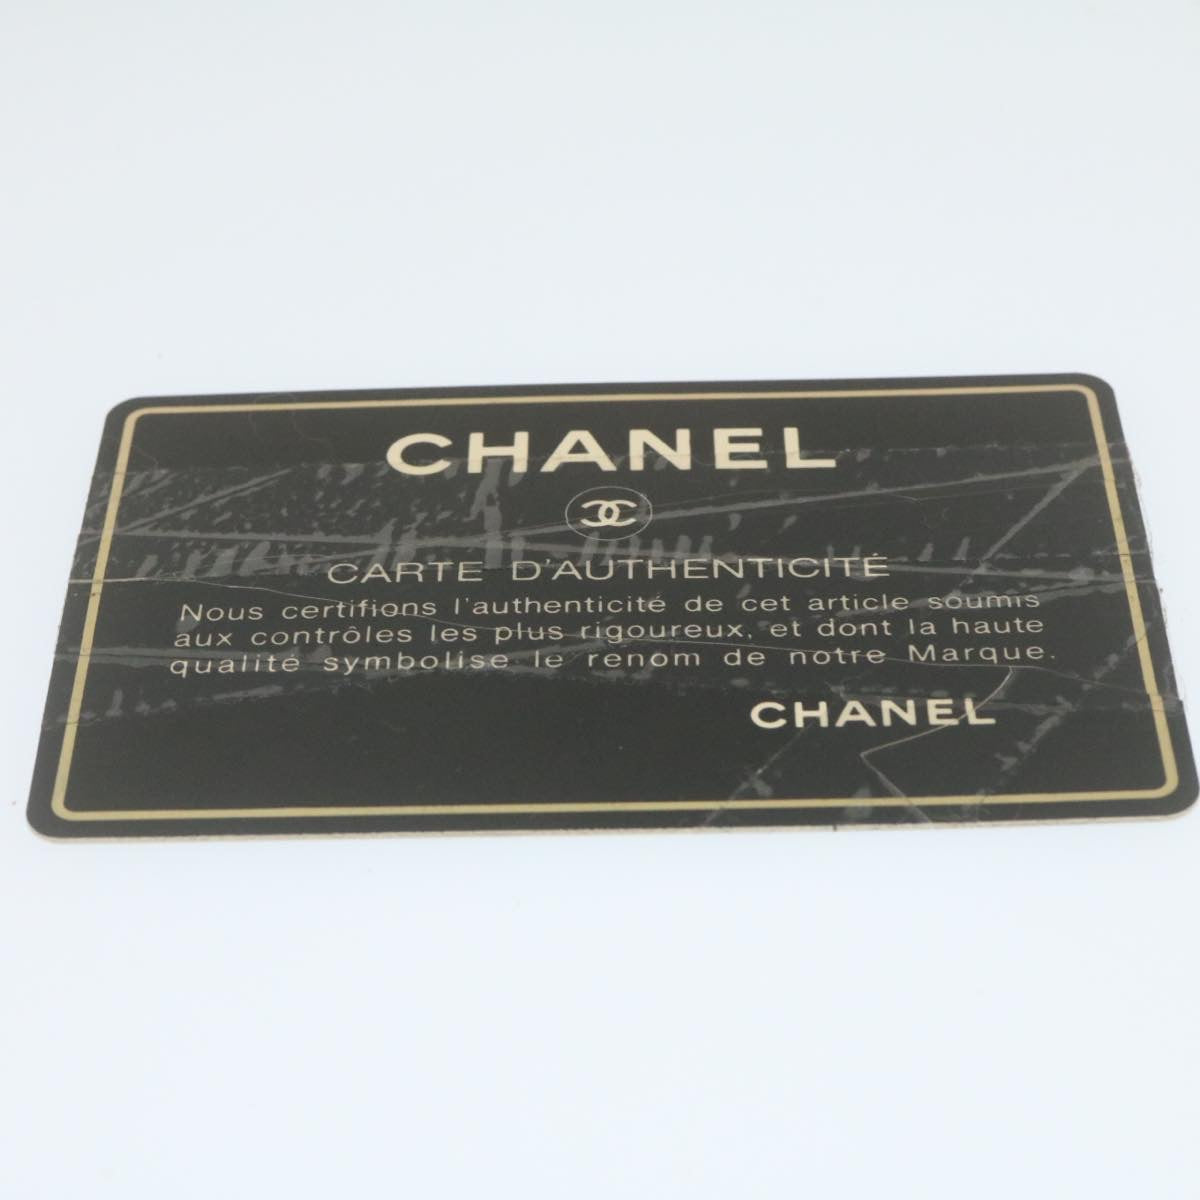 CHANEL
CARTE D'AUTHENTICITÉ
Nous certifions l'authenticité de cet article soumis
aux contrôles les plus rigoureux, et dont la haute
qualité symbolise le renom de notre Marque.
CHANEL